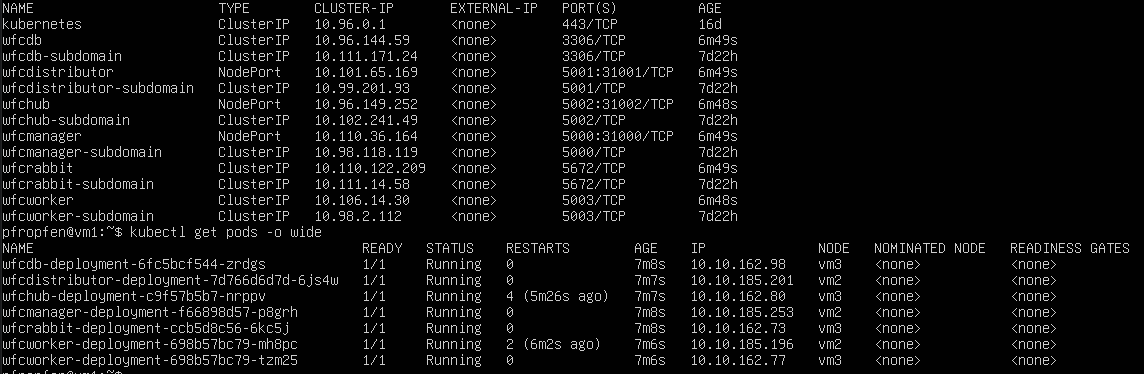 NAME TYPE CLUSTER-IP EXTERNAL-IP PORT(S) AGE
kubernetes ClusterIP 10.96.0.1 <none> 443/TCP 16d
wfcdb ClusterIP 10.96.144.59 <none> 3306/TCP 6m49s
wfcdb-subdomain ClusterIP 10.111.171.24 <none> 3306/TCP 7d22h
wfcdistributor NodePort 10.101.65.169 <none> 5001:31001/TCP 6m49s
wfcdistributor-subdomain ClusterIP 10.99.201.93 <none> 5001/TCP 7d22h
wfchub NodePort 10.96.149.252 <none> 5002:31002/TCP 6m48s
wfchub-subdomain ClusterIP 10.102.241.49 <none> 5002/TCP 7d22h
wfcmanager NodePort 10.110.36.164 <none> 5000:31000/TCP 6m49s
wfcmanager-subdomain ClusterIP 10.98.118.119 <none> 5000/TCP 7d22h
wfcrabbit ClusterIP 10.110.122.209 <none> 5672/TCP 6m49s
wfcrabbit-subdomain ClusterIP 10.111.14.58 <none> 5672/TCP 7d22h
wfcworker ClusterIP 10.106.14.30 <none> 5003/TCP 6m49s
wfcworker-subdomain ClusterIP 10.98.2.112 <none> 5003/TCP 7d22h
pfropfen@vm1:~$ kubectl get pods -o wide
NAME READY STATUS RESTARTS AGE IP NODE NOMINATED NODE READINESS GATES
wfcdb-deployment-6fc5bcf544-zrdgs 1/1 Running 0 7m8s 10.10.162.98 vm3 <none> <none>
wfcdistributor-deployment-7d766d6d7d-6js4w 1/1 Running 0 7m7s 10.10.185.201 vm2 <none> <none>
wfchub-deployment-c9f57b5b7-nrppv 1/1 Running 4 (5m26s ago) 7m7s 10.10.162.80 vm3 <none> <none>
wfcmanager-deployment-f66898d57-p8grh 1/1 Running 0 7m8s 10.10.185.253 vm2 <none> <none>
wfcrabbit-deployment-ccb5d8c56-6kc5j 1/1 Running 0 7m8s 10.10.162.73 vm3 <none> <none>
wfcworker-deployment-698b57bc79-mh8pc 1/1 Running 2 (6m2s ago) 7m6s 10.10.185.196 vm2 <none> <none>
wfcworker-deployment-698b57bc79-tzm25 1/1 Running 0 7m6s 10.10.162.77 vm3 <none> <none>
pfropfen@vm1:~$